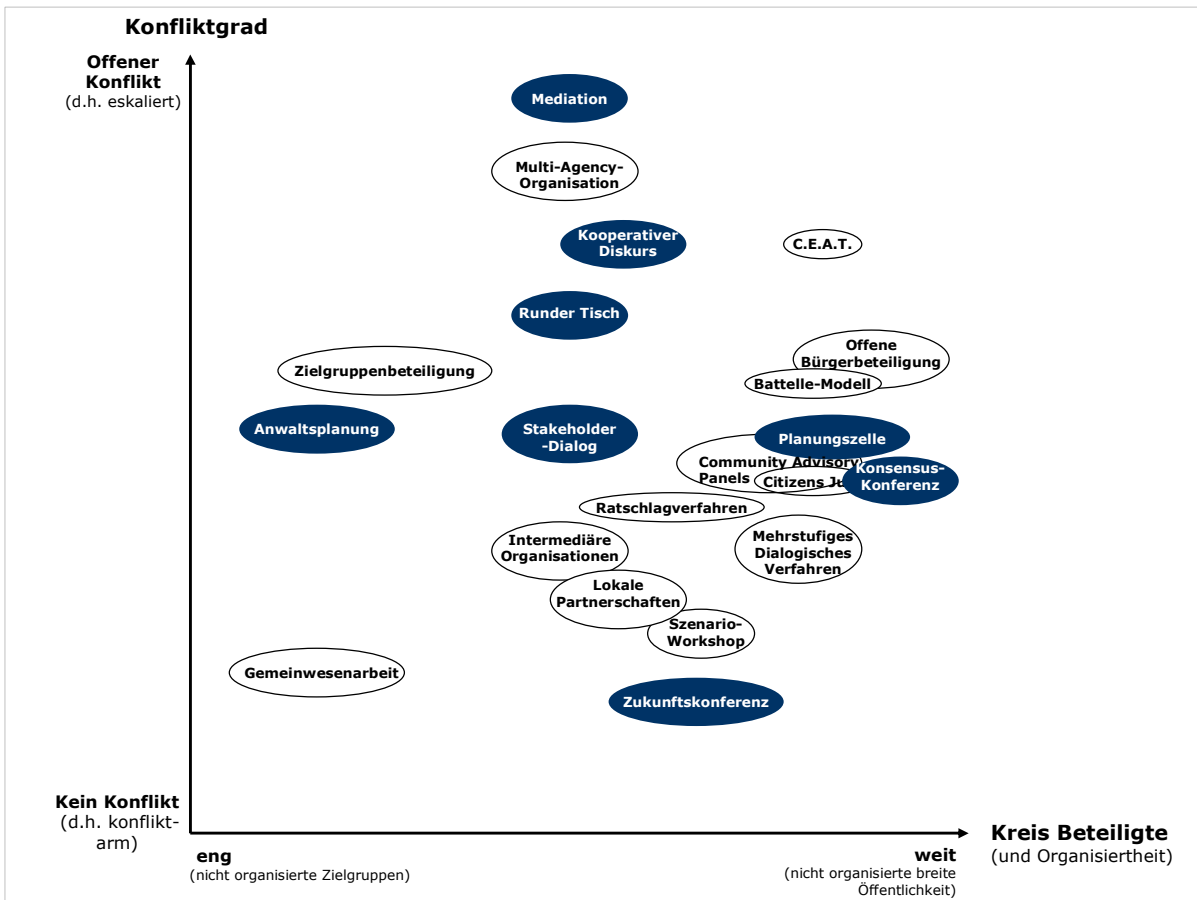 Konfliktgrad
Offener
Konflikt
(d.h. eskaliert)
Mediation
Multi-Agency-
Organisation
Kooperativer
Diskurs
C.E.A.T.
Runder Tisch
Offene
Bürgerbeteiligung
Zielgruppenbeteiligung
Battelle-Modell
Anwaltsplanung
Stakeholder
-Dialog
Planungszelle
Community Advisory
Panels
Citizens Ju
Konsensus-
Konferenz
Ratschlagverfahren
Intermediäre
Organisationen
Mehrstufiges
Dialogisches
Verfahren
Lokale
Partnerschaften
Szenario-
Workshop
Gemeinwesenarbeit
Zukunftskonferenz
Kein Konflikt
(d.h. konflikt-
arm)
Kreis Beteiligte
(und Organisiertheit)
eng
(nicht organisierte Zielgruppen)
weit
(nicht organisierte breite
Öffentlichkeit)